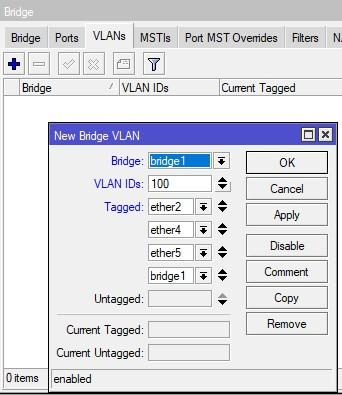 Bridge
Bridge Ports VLANs MSTIs Port MST Overrides Filters
Bridge VLAN IDs Current Tagged
New Bridge VLAN
Bridge: bridge1 OK
VLAN IDs: 100 Cancel
Tagged: ether2 Apply
ether4 Disable
ether5 Comment
bridge1 Copy
Untagged: Remove
Current Tagged:
Current Untagged:
0 items enabled